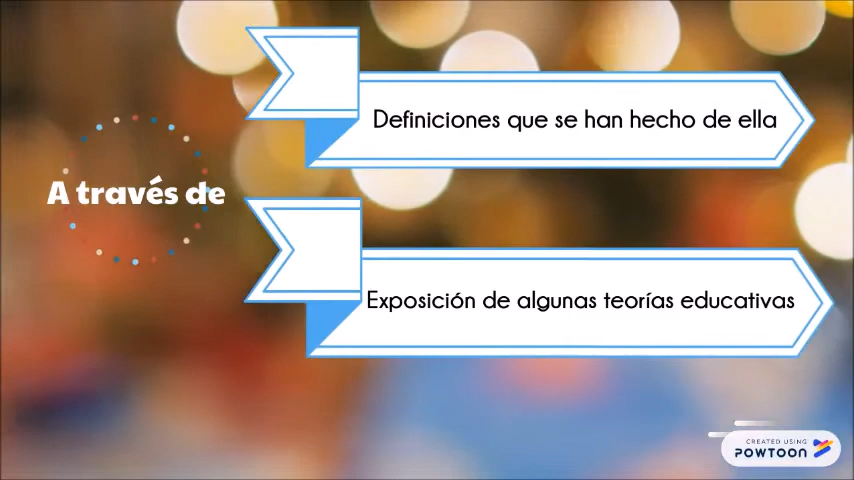 A través de
Definiciones que se han hecho de ella
Exposición de algunas teorías educativas
CREATED USING
POWTOON